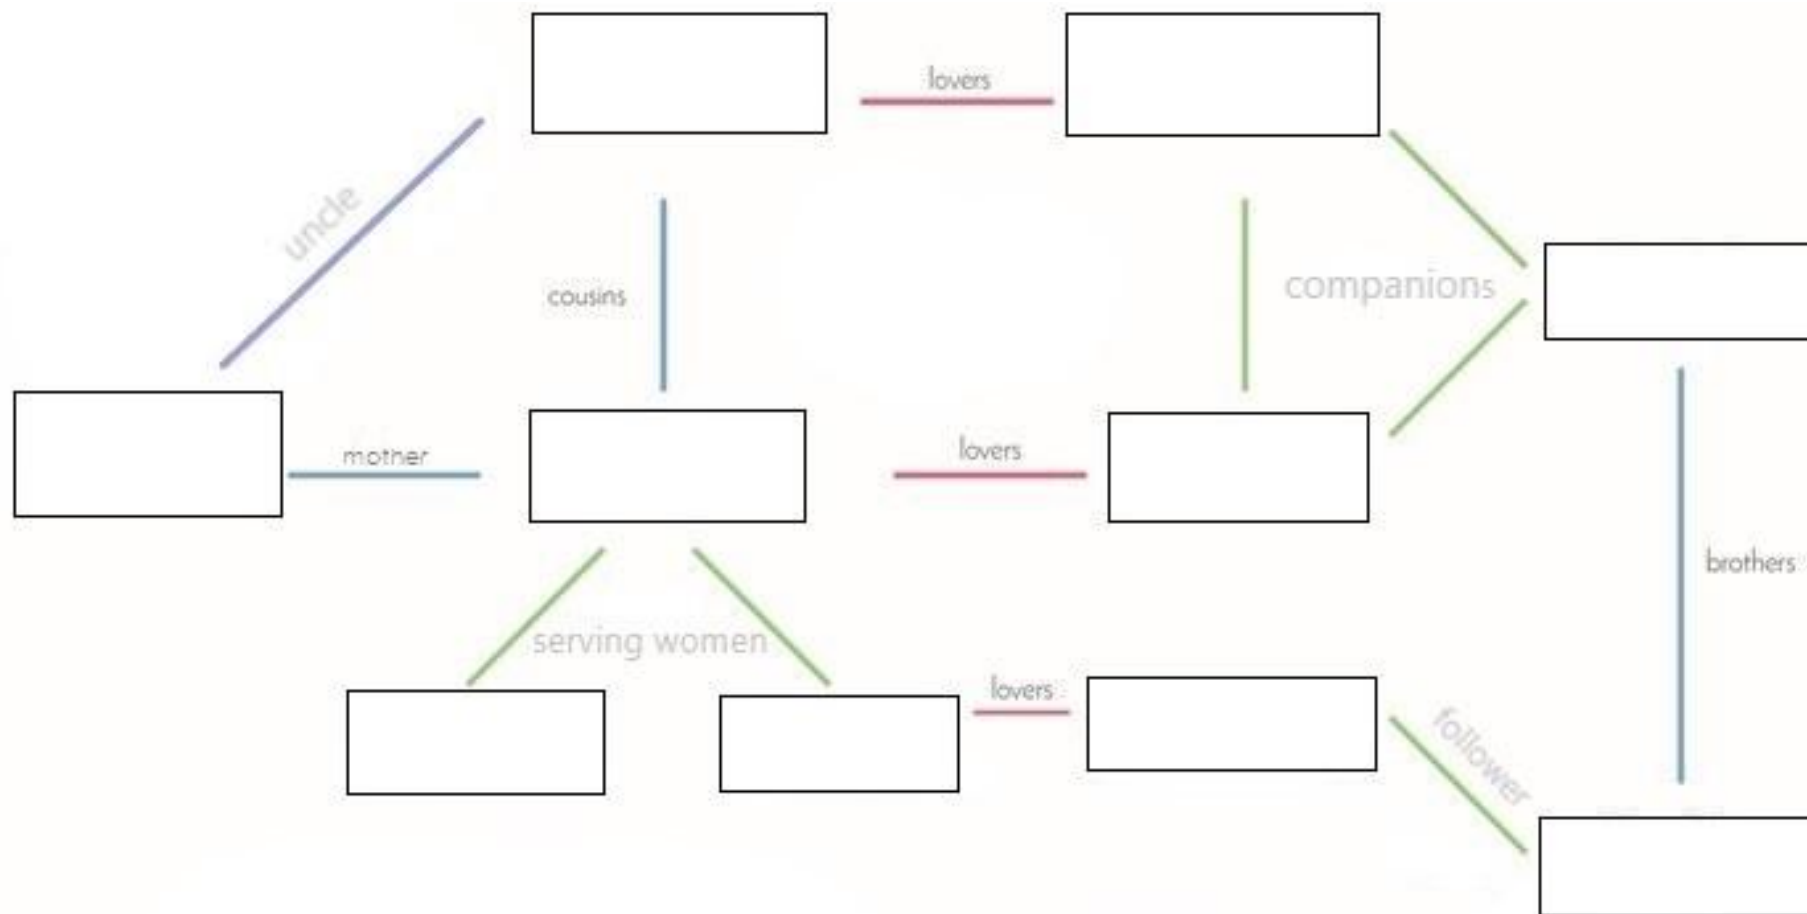 lovers
uncle
cousins
companions
mother
lovers
brothers
serving women
lovers
follower